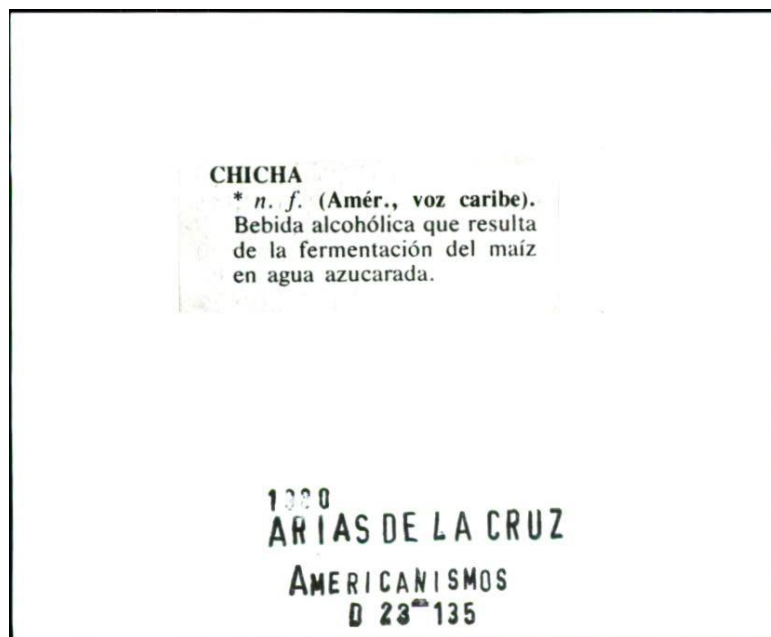 CHICHA
* n. f. (Amér., voz caribe).
Bebida alcohólica que resulta
de la fermentación del maíz
en agua azucarada.
ARIAS DE LA CRUZ
AMERICANISMOS
D 23 135